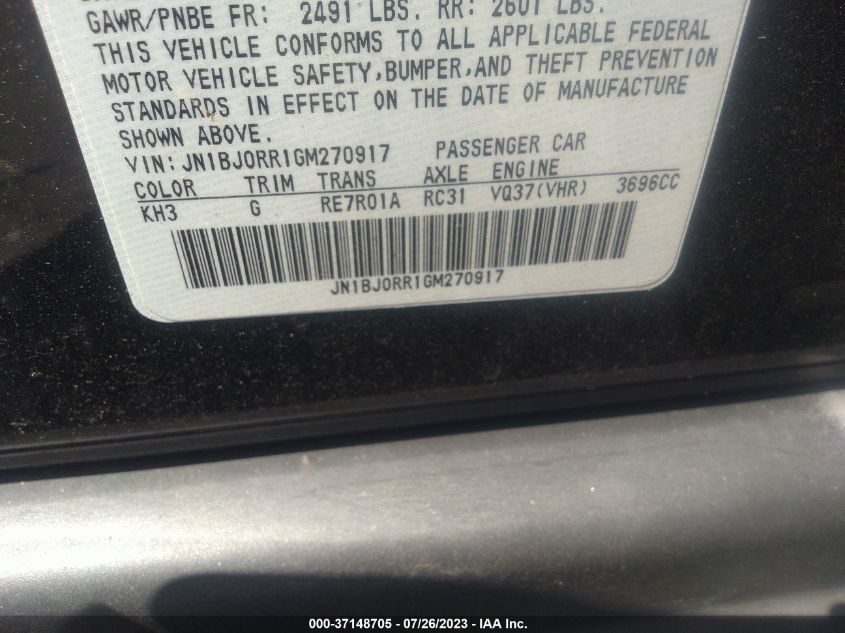 GAWR/PNBE FR: 2491 LBS. RR: 2601 LBS.
THIS VEHICLE CONFORMS TO ALL APPLICABLE FEDERAL
MOTOR VEHICLE SAFETY,BUMPER,AND THEFT PREVENTION
STANDARDS IN EFFECT ON THE DATE OF MANUFACTURE
SHOWN ABOVE.
VIN:JN1BJ0RR1GM270917 PASSENGER CAR
COLOR TRIM TRANS AXLE ENGINE
KH3 G RE7R01A RC31 VQ37(VHR) 3696CC
JN1BJ0RR1GM270917
000-37148705 - 07/26/2023 - IAA Inc.